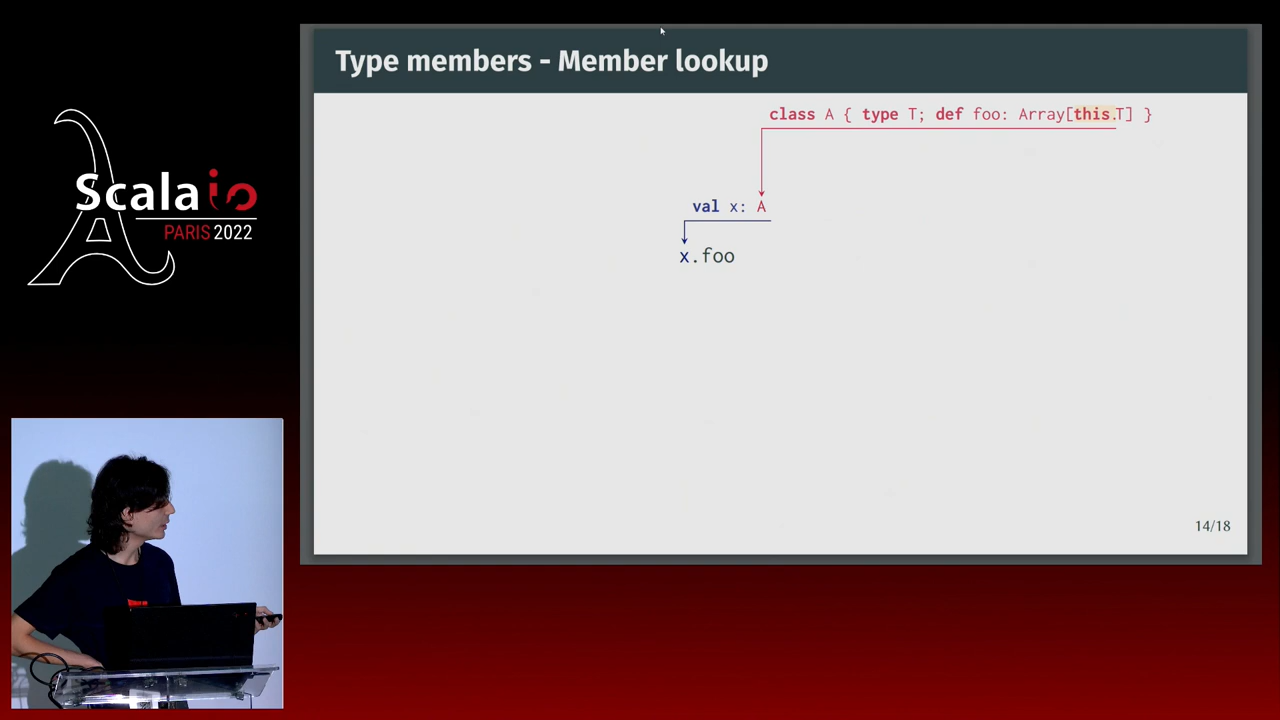 Type members - Member lookup
class A { type T; def foo: Array[this.T] }
val x: A
x.foo
14/18
Scala io
PARIS 2022